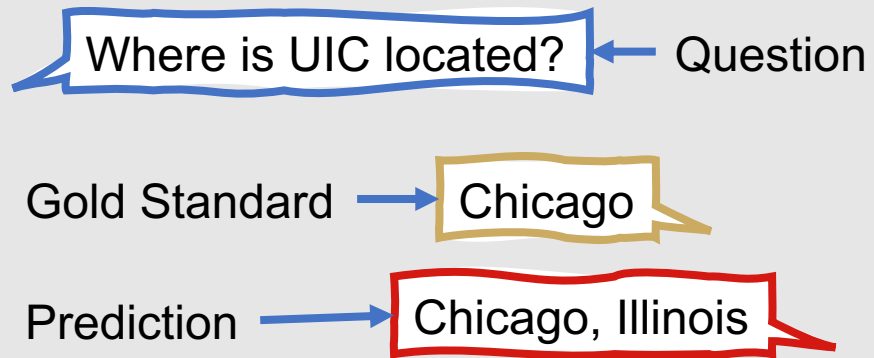 Where is UIC located? Question
Gold Standard Chicago
Prediction Chicago, Illinois